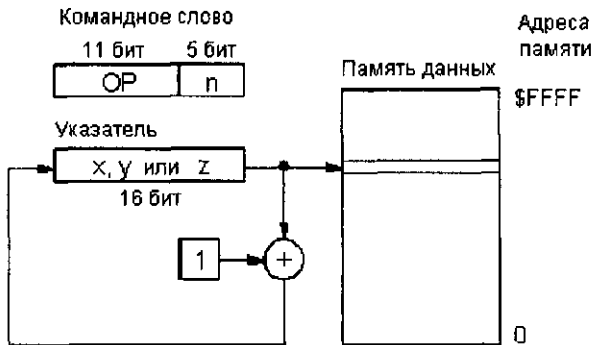 Командное слово
11 бит 5 бит
OP n
Указатель
x, y или z
16 бит
1
+
Память данных
Адреса
памяти
$FFFF
0